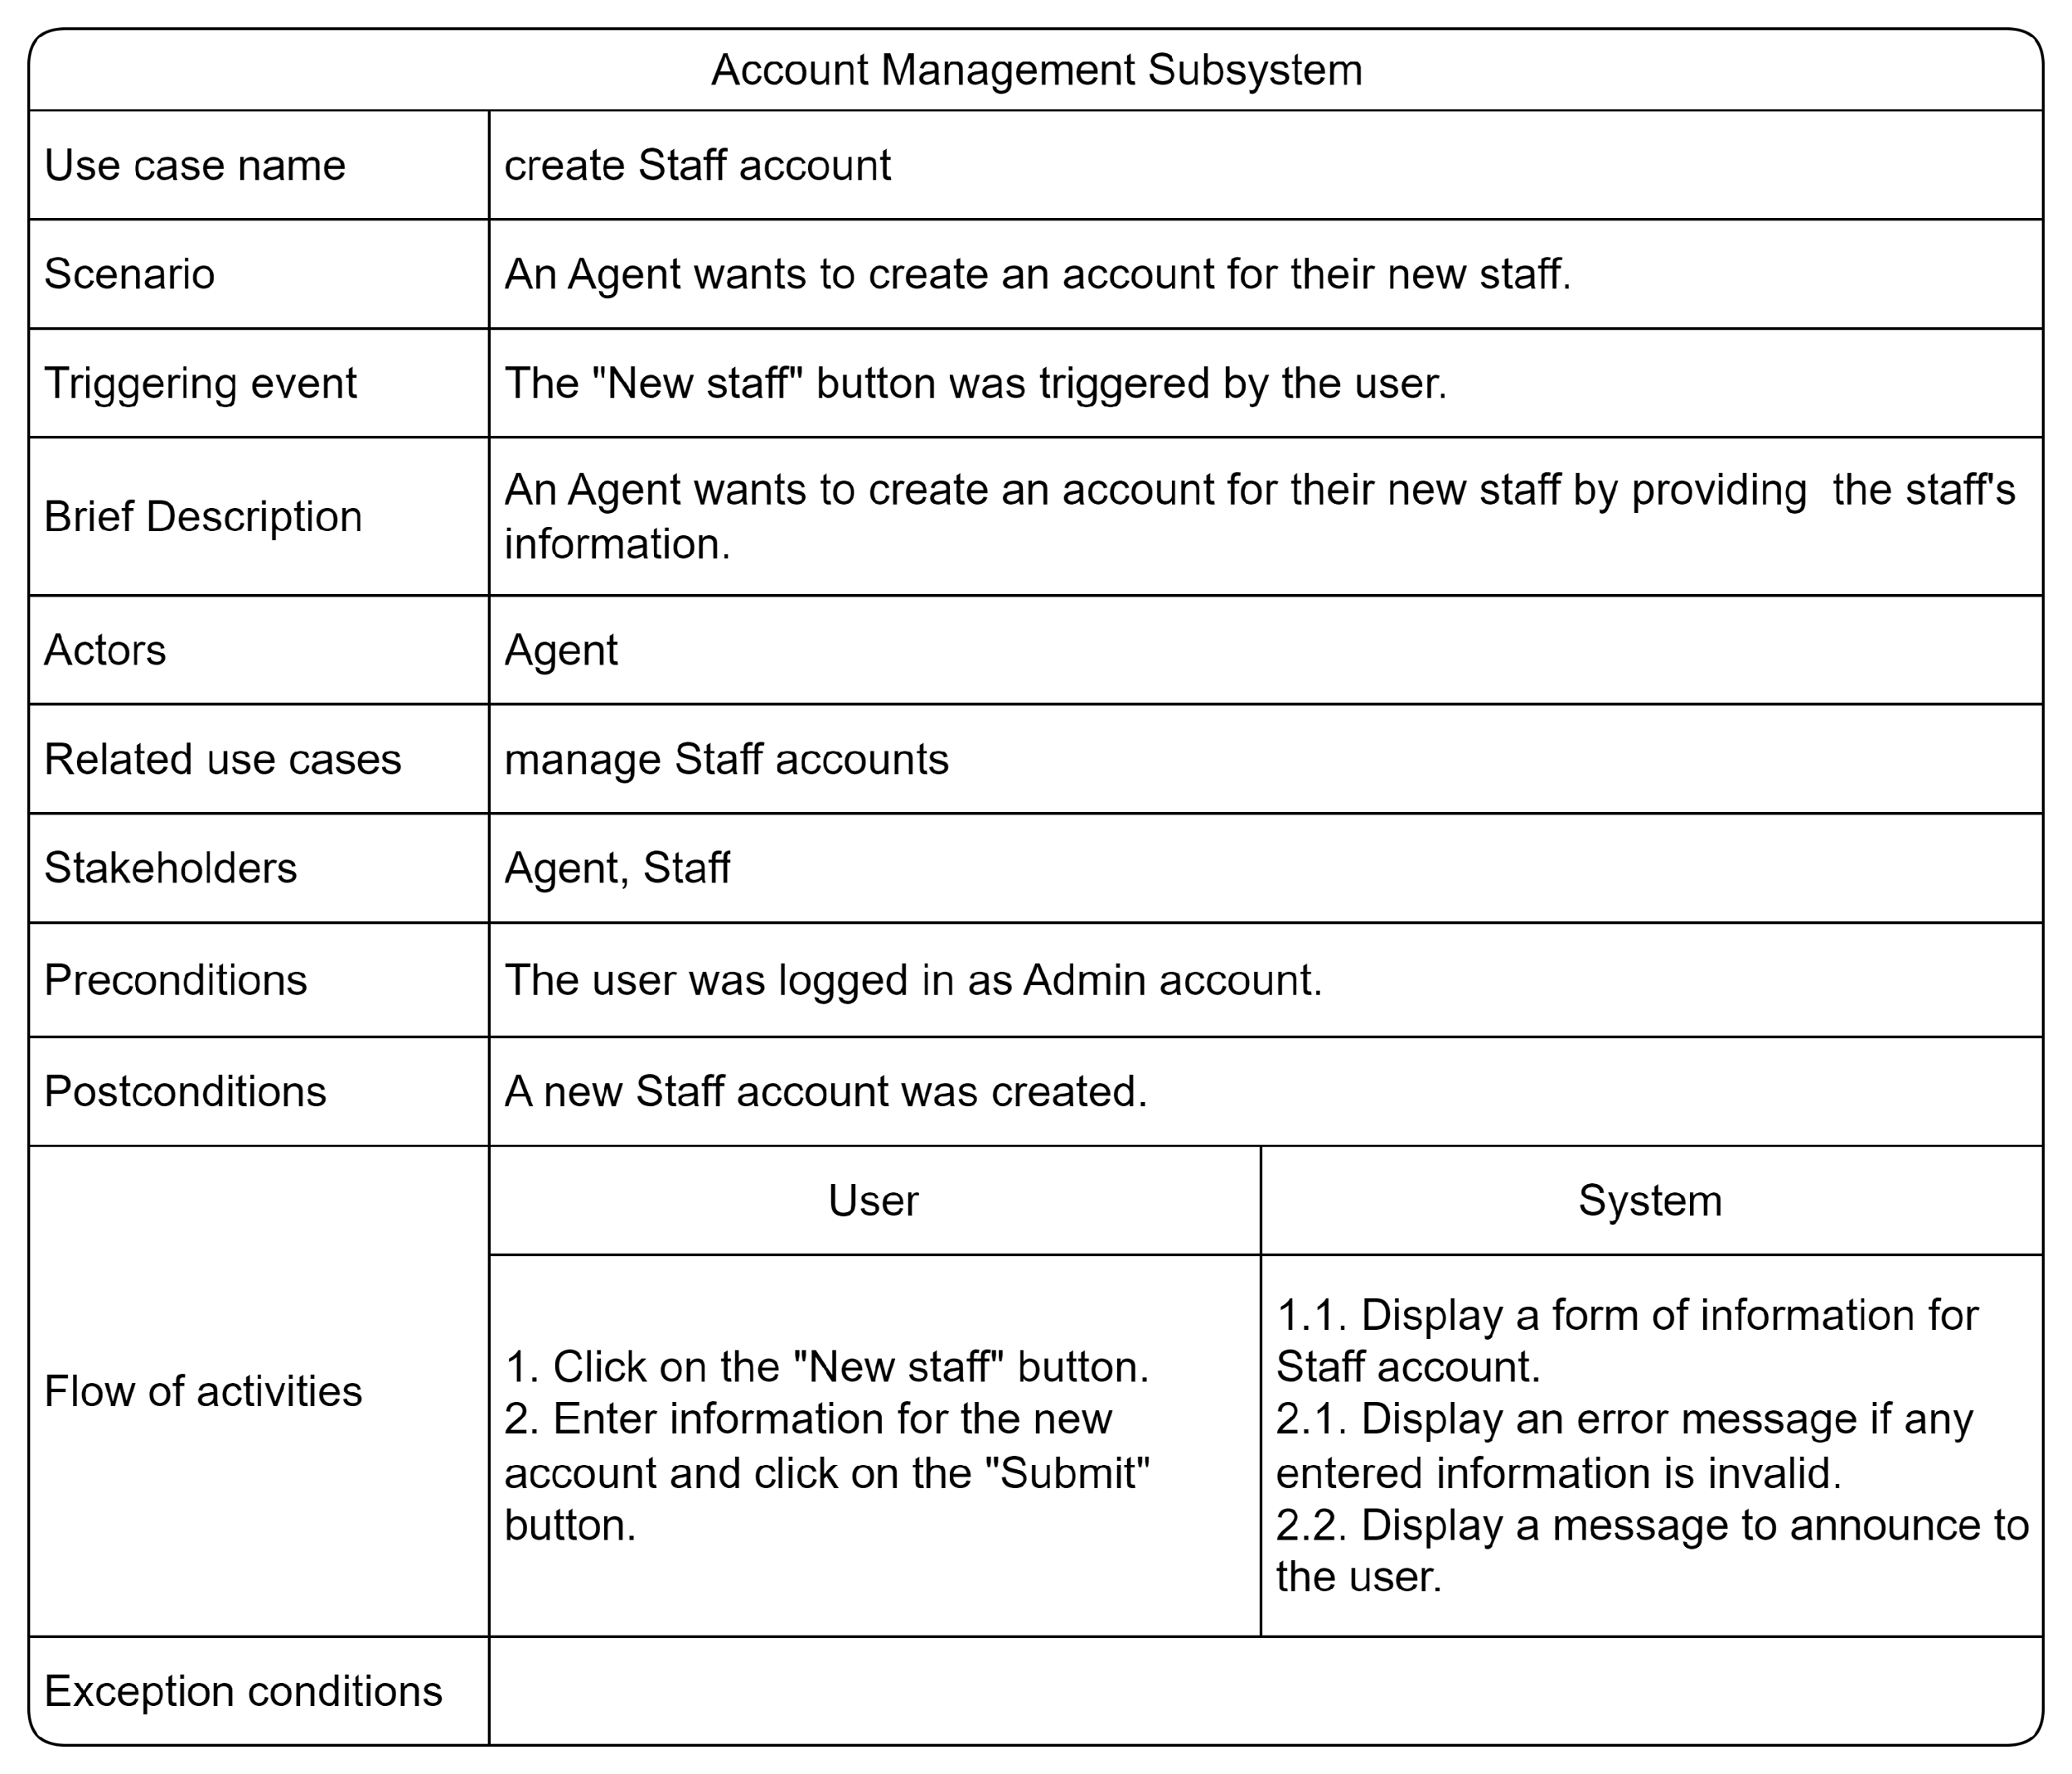 Account Management Subsystem
Use case name
create Staff account
Scenario
An Agent wants to create an account for their new staff.
Triggering event
The "New staff" button was triggered by the user.
Brief Description
An Agent wants to create an account for their new staff by providing  the staff's
information.
Actors
Agent
Related use cases
manage Staff accounts
Stakeholders
Agent, Staff
Preconditions
The user was logged in as Admin account.
Postconditions
A new Staff account was created.
Flow of activities
User
1. Click on the "New staff" button.
2. Enter information for the new
account and click on the "Submit"
button.
System
1.1. Display a form of information for
Staff account.
2.1. Display an error message if any
entered information is invalid.
2.2. Display a message to announce to
the user.
Exception conditions